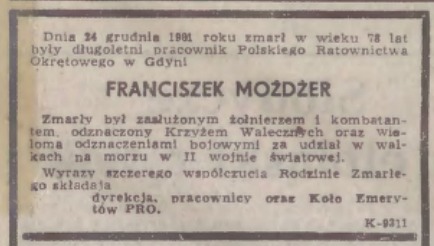 Dnia 24 grudnia 1981 roku zmarł w wieku 78 lat
były długoletni pracownik Polskiego Ratownictwa
Okrętowego w Gdyni
FRANCISZEK MOŻDŻER
Zmarły był zasłużonym żołnierzem i kombatan-
tem, odznaczony Krzyżem Walecznych oraz wie-
loma odznaczeniami bojowymi za udział w wal-
kach na morzu w II wojnie światowej.
Wyrazy szczerego współczucia Rodzinie Zmarłe-
go składają
dyrekcja, pracownicy oraz Koło Emery-
tów PRO.
K-9311